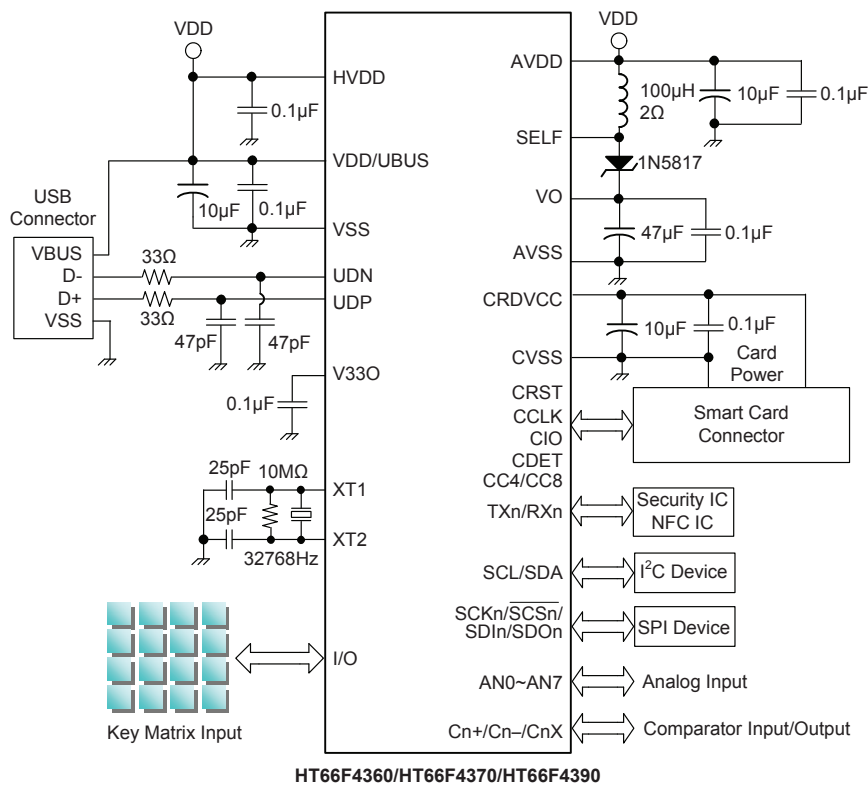 VDD
HVDD
0.1µF
VDD/UBUS
10µF
0.1µF
VSS
USB
Connector
VBUS
D-
D+
VSS
33Ω
33Ω
UDN
UDP
47pF
47pF
V33O
0.1µF
25pF
10MΩ
XT1
25pF
XT2
32768Hz
I/O
Key Matrix Input
VDD
AVDD
100µH
2Ω
10µF
0.1µF
SELF
1N5817
VO
47µF
0.1µF
AVSS
CRDVCC
10µF
0.1µF
CVSS
Card
Power
CRST
CCLK
CIO
CDET
CC4/CC8
Smart Card
Connector
TXn/RXn
Security IC
NFC IC
SCL/SDA
I²C Device
SCKn/SCSn/
SDIn/SDOn
SPI Device
AN0~AN7
Analog Input
Cn+/Cn–/CnX
Comparator Input/Output
HT66F4360/HT66F4370/HT66F4390